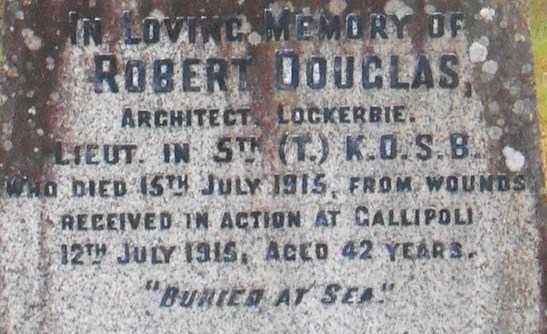 IN LOVING MEMORY OF
ROBERT DOUGLAS,
ARCHITECT, LOCKERBIE.
LIEUT. IN 5TH (T.) K.O.S.B.
WHO DIED 15TH JULY 1915, FROM WOUNDS
RECEIVED IN ACTION AT GALLIPOLI
12TH JULY 1915, AGED 42 YEARS.
"BURIED AT SEA."